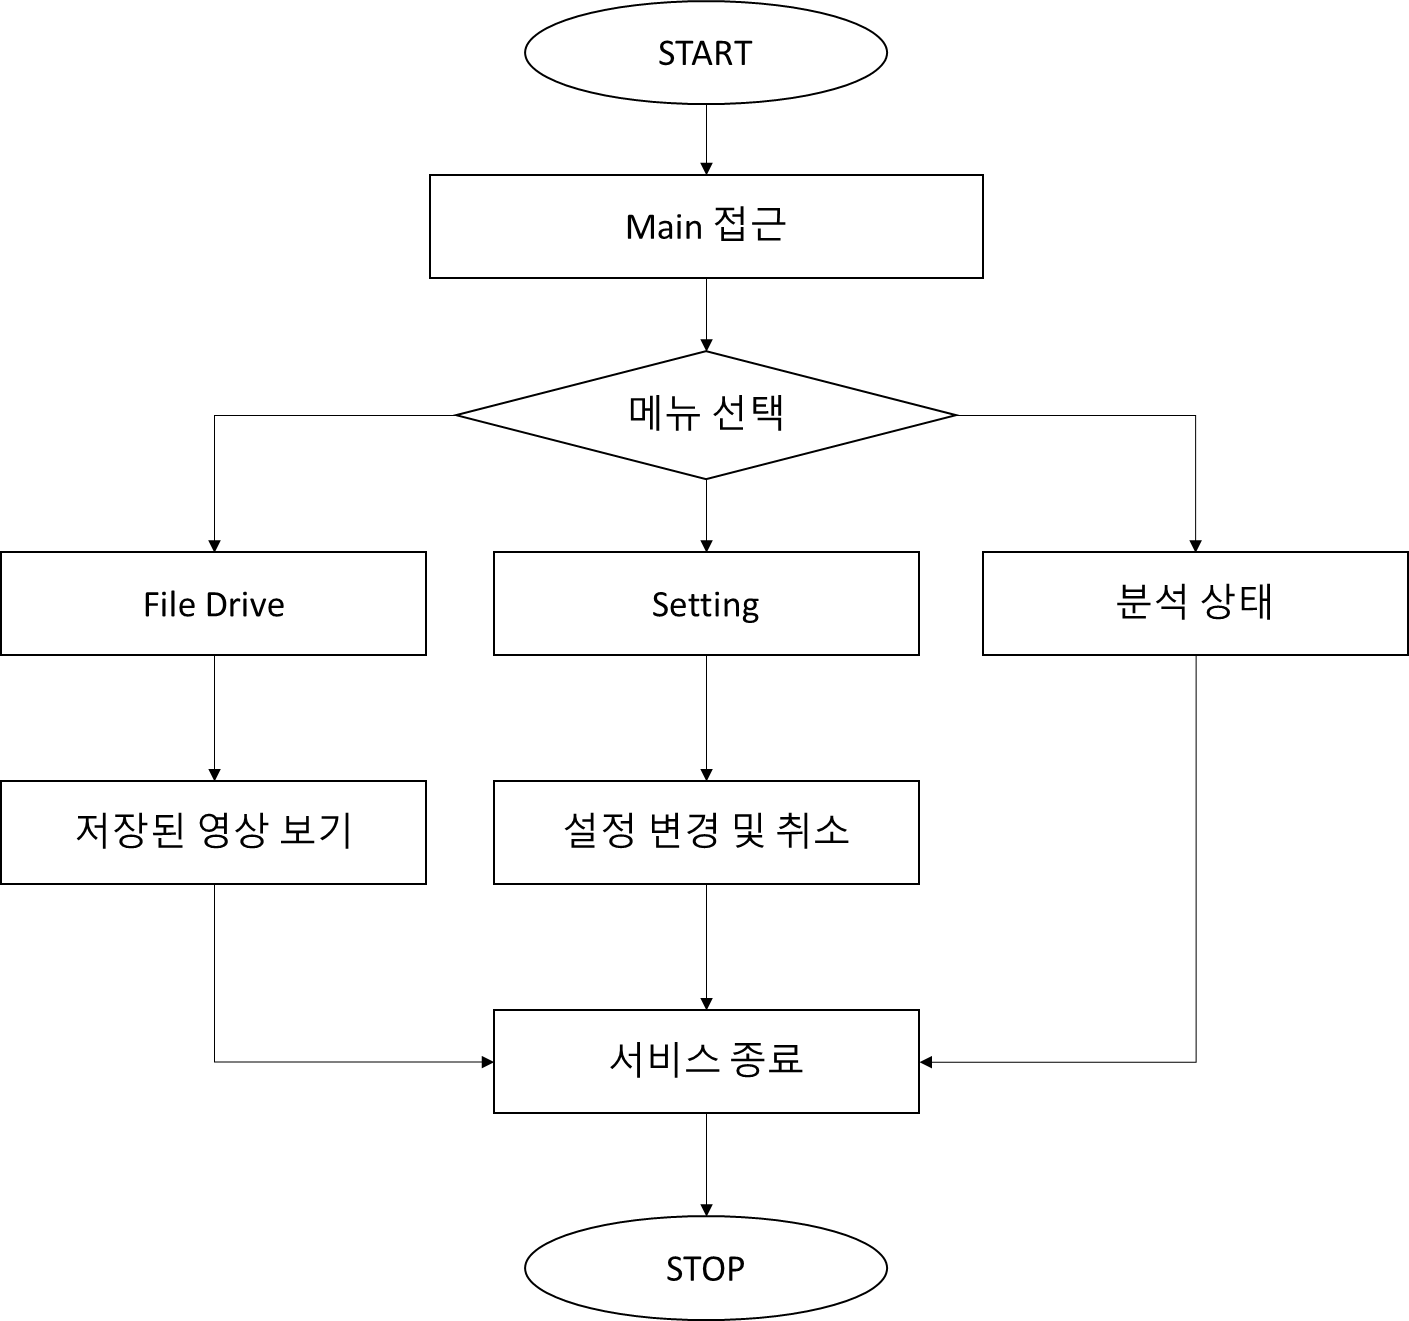 START
Main 접근
메뉴 선택
File Drive
Setting
분석 상태
저장된 영상 보기
설정 변경 및 취소
서비스 종료
STOP